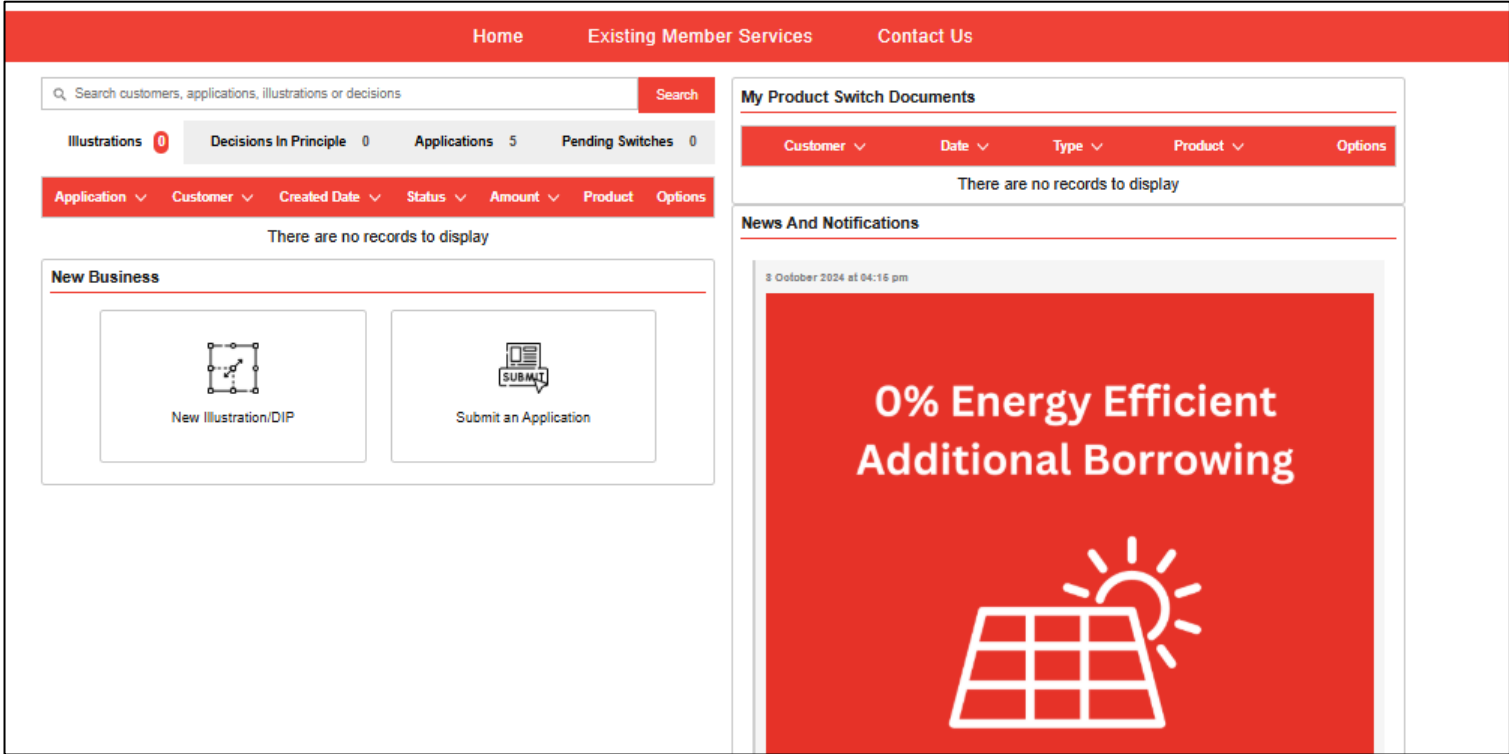 Home Existing Member Services Contact Us
Search customers, applications, illustrations or decisions Search
Illustrations 0 Decisions In Principle 0 Applications 5 Pending Switches 0
Application Customer Created Date Status Amount Product Options
There are no records to display
New Business
New Illustration/DIP
SUBMIT
Submit an Application
My Product Switch Documents
Customer Date Type Product Options
There are no records to display
News And Notifications
8 October 2024 at 04:15 pm
0% Energy Efficient
Additional Borrowing